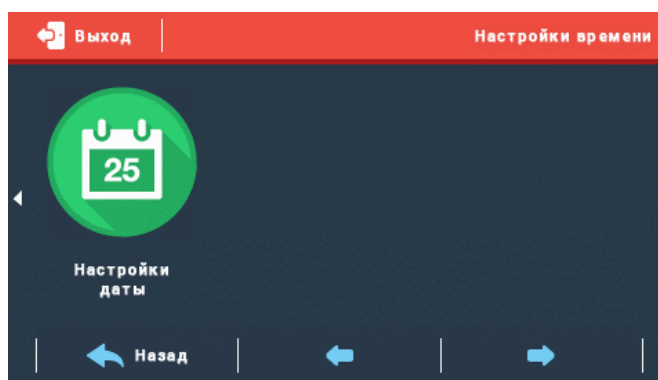 Выход
Настройки времени
25
Настройки
даты
Назад